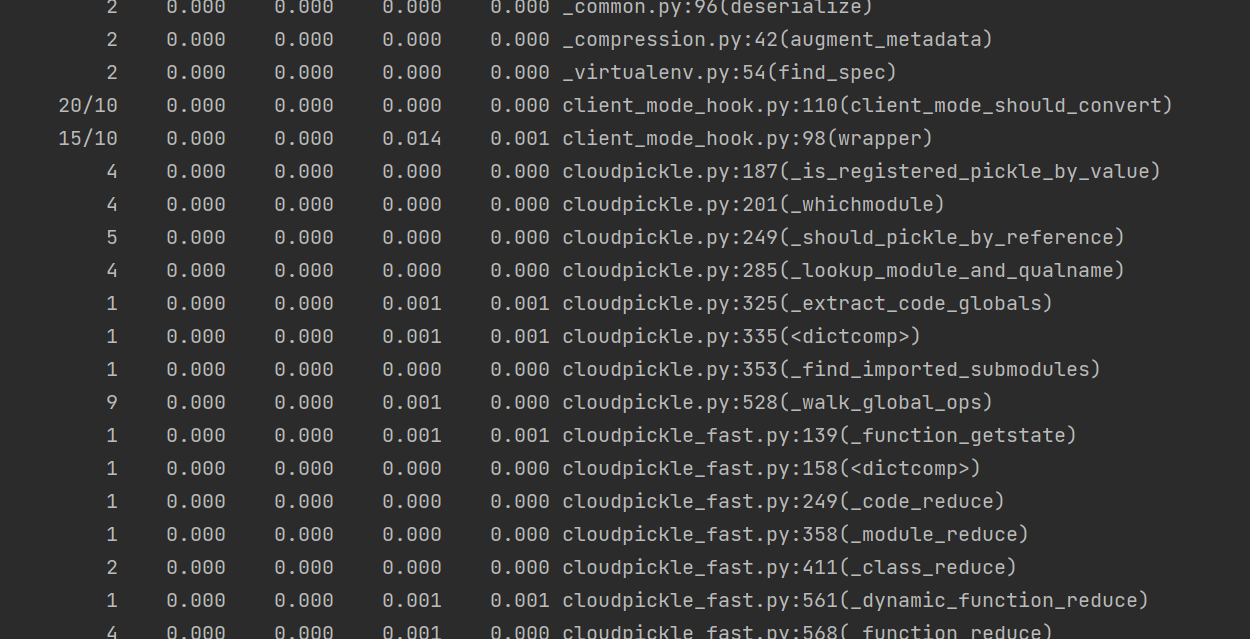 2 0.000 0.000 0.000 0.000 _common.py:96(deserialize)
2 0.000 0.000 0.000 0.000 _compression.py:42(augment_metadata)
2 0.000 0.000 0.000 0.000 _virtualenv.py:54(find_spec)
20/10 0.000 0.000 0.000 0.000 client_mode_hook.py:110(client_mode_should_convert)
15/10 0.000 0.000 0.014 0.001 client_mode_hook.py:98(wrapper)
4 0.000 0.000 0.000 0.000 cloudpickle.py:187(_is_registered_pickle_by_value)
4 0.000 0.000 0.000 0.000 cloudpickle.py:201(_whichmodule)
5 0.000 0.000 0.000 0.000 cloudpickle.py:249(_should_pickle_by_reference)
4 0.000 0.000 0.000 0.000 cloudpickle.py:285(_lookup_module_and_qualname)
1 0.000 0.000 0.001 0.001 cloudpickle.py:325(_extract_code_globals)
1 0.000 0.000 0.001 0.001 cloudpickle.py:335(<dictcomp>)
1 0.000 0.000 0.000 0.000 cloudpickle.py:353(_find_imported_submodules)
9 0.000 0.000 0.001 0.000 cloudpickle.py:528(_walk_global_ops)
1 0.000 0.000 0.001 0.001 cloudpickle_fast.py:139(_function_getstate)
1 0.000 0.000 0.000 0.000 cloudpickle_fast.py:158(<dictcomp>)
1 0.000 0.000 0.000 0.000 cloudpickle_fast.py:249(_code_reduce)
1 0.000 0.000 0.000 0.000 cloudpickle_fast.py:358(_module_reduce)
2 0.000 0.000 0.000 0.000 cloudpickle_fast.py:411(_class_reduce)
1 0.000 0.000 0.001 0.001 cloudpickle_fast.py:561(_dynamic_function_reduce)
4 0.000 0.000 0.001 0.000 cloudpickle_fast.py:568(_function_reduce)